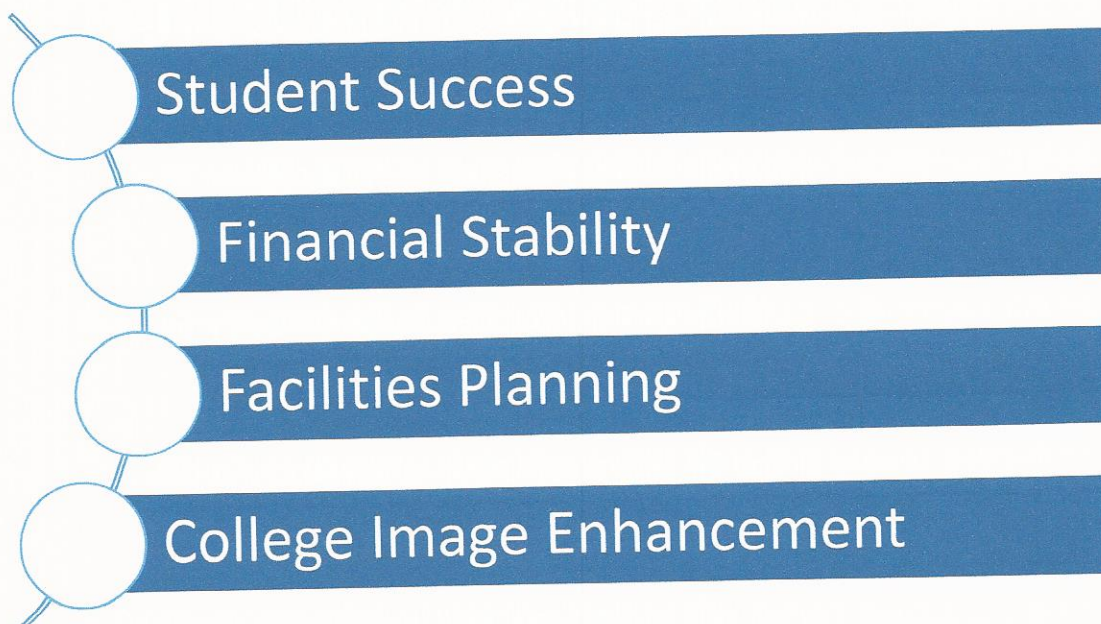 Student Success
Financial Stability
Facilities Planning
College Image Enhancement